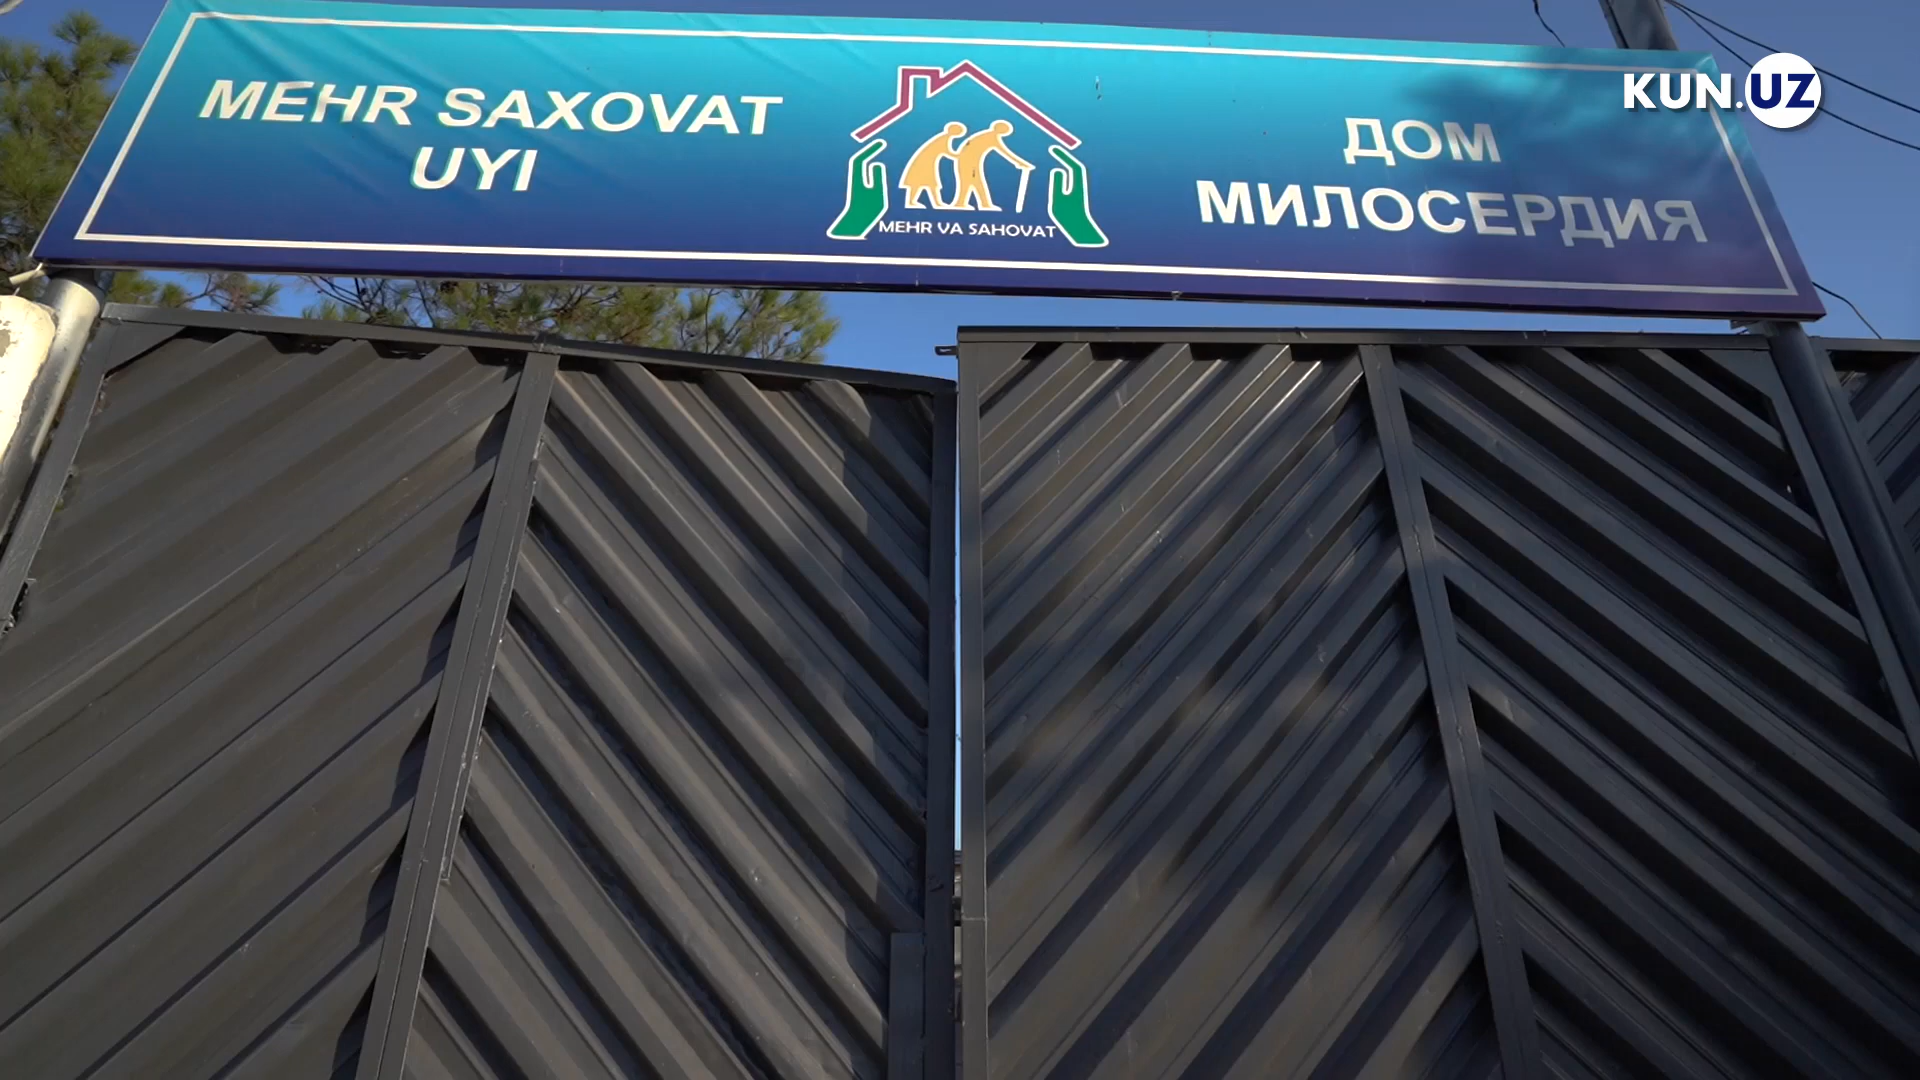 MEHR SAXOVAT
UYI
MEHR VA SAHOVAT
ДОМ
МИЛОСЕРДИЯ
KUN.UZ